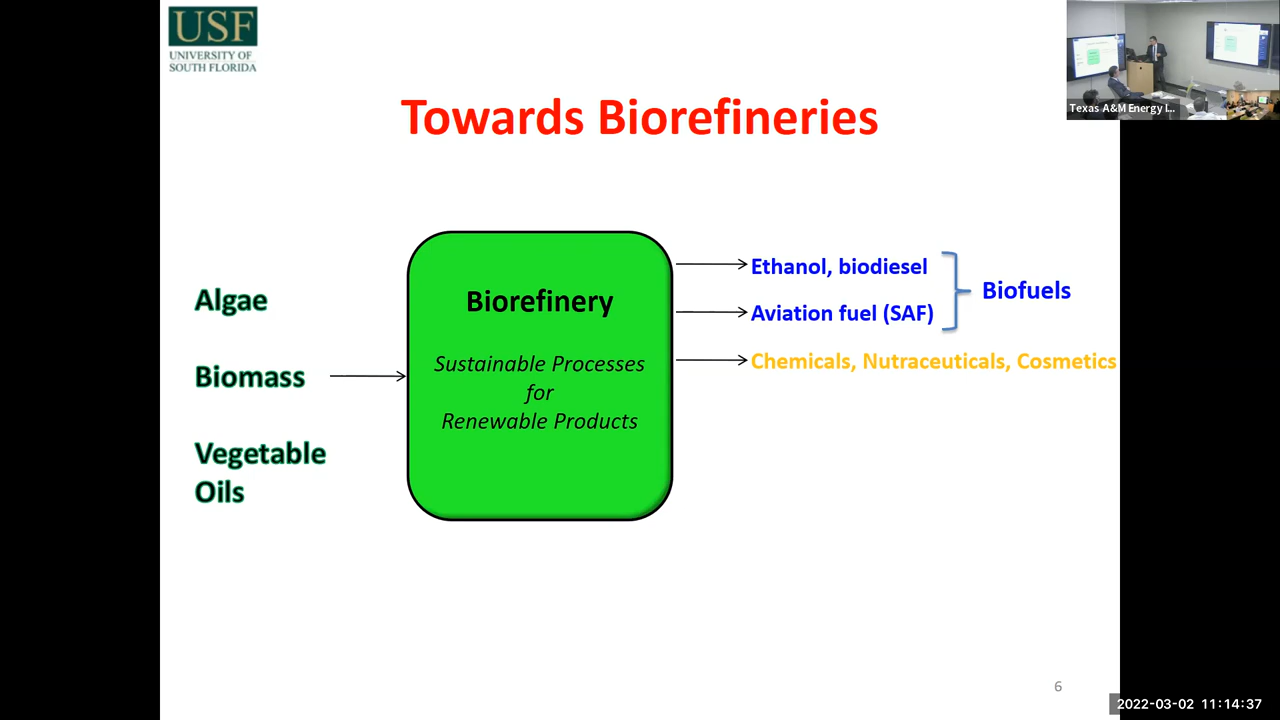 USF
UNIVERSITY OF
SOUTH FLORIDA
Texas A&M Energy I...
Towards Biorefineries
Algae
Biomass
Vegetable
Oils
Biorefinery
Sustainable Processes
for
Renewable Products
Ethanol, biodiesel
Aviation fuel (SAF)
Biofuels
Chemicals, Nutraceuticals, Cosmetics
6
2022-03-02 11:14:37